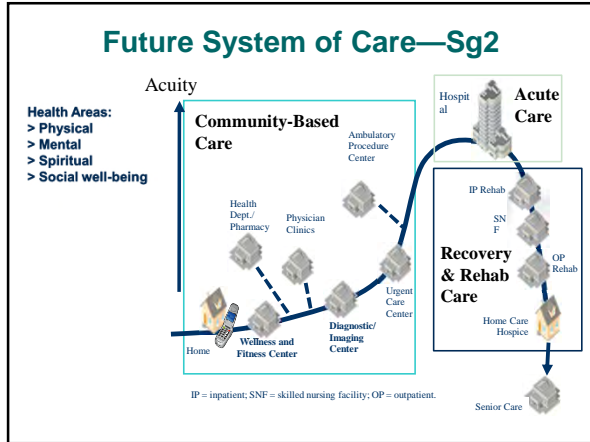 Future System of Care—Sg2
Acuity
Health Areas:
> Physical
> Mental
> Spiritual
> Social well-being
Community-Based
Care
Ambulatory
Procedure
Center
Health
Dept./
Pharmacy
Physician
Clinics
Urgent
Care
Center
Home
Wellness and
Fitness Center
Diagnostic/
Imaging
Center
Hospit
al
Acute
Care
IP Rehab
SN
F
OP
Rehab
Recovery
& Rehab
Care
Home Care
Hospice
Senior Care
IP = inpatient; SNF = skilled nursing facility; OP = outpatient.